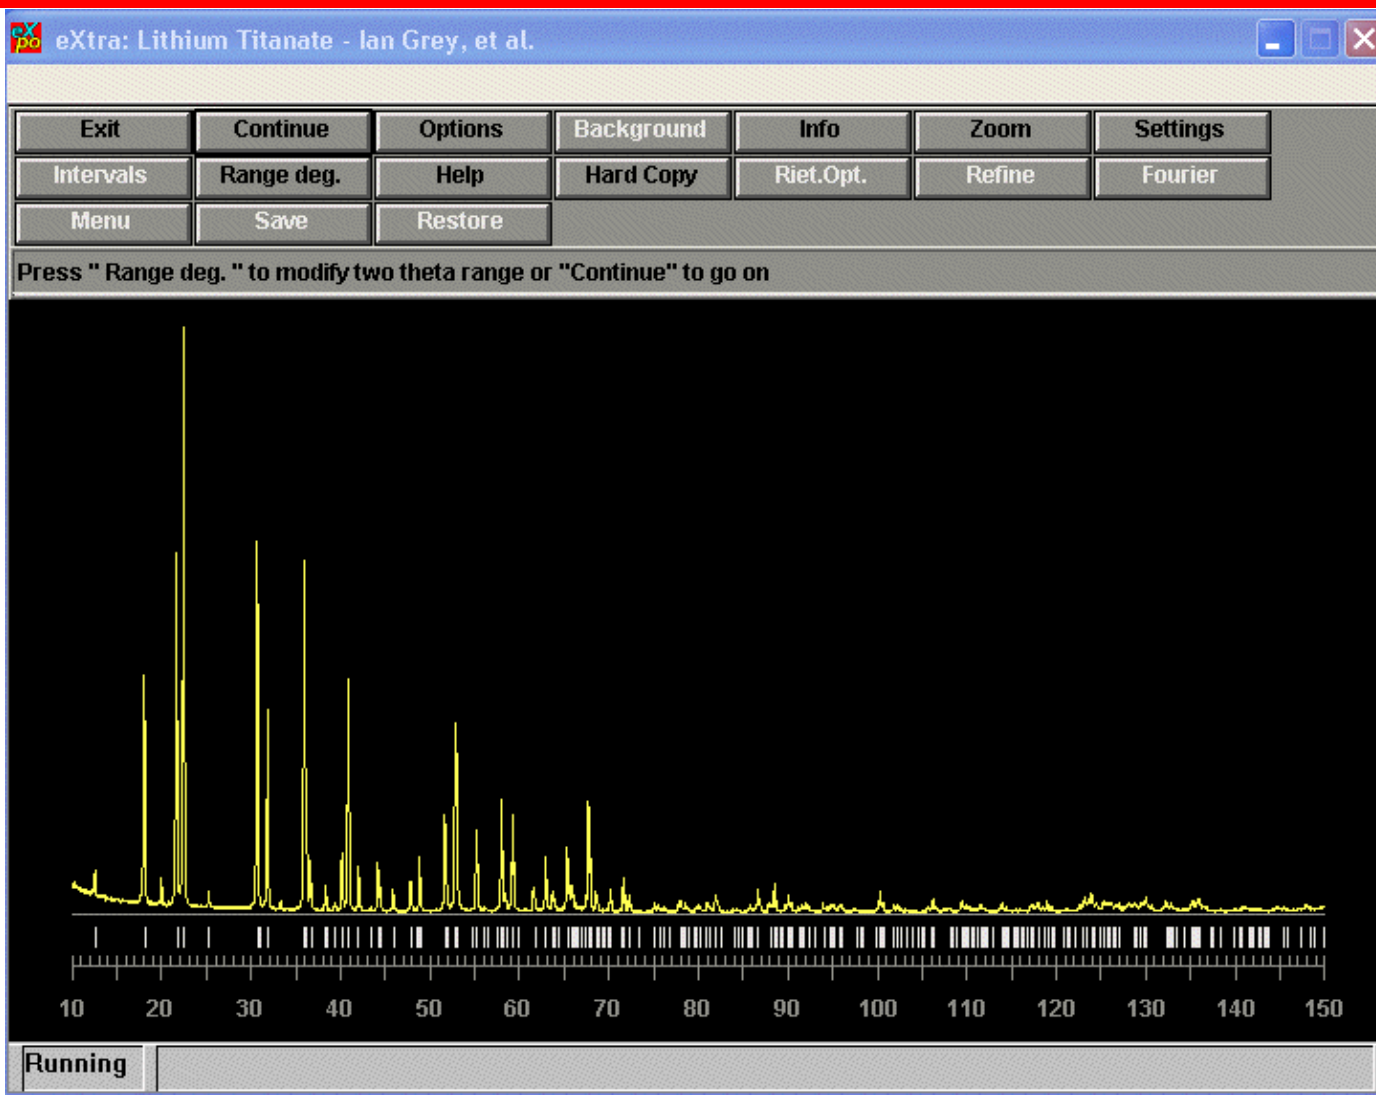 eXpo eXtra: Lithium Titanate - Ian Grey, et al.
Exit Continue Options Background Info Zoom Settings
Intervals Range deg. Help Hard Copy Riet.Opt. Refine Fourier
Menu Save Restore
Press " Range deg. " to modify two theta range or "Continue" to go on
10 20 30 40 50 60 70 80 90 100 110 120 130 140 150
Running